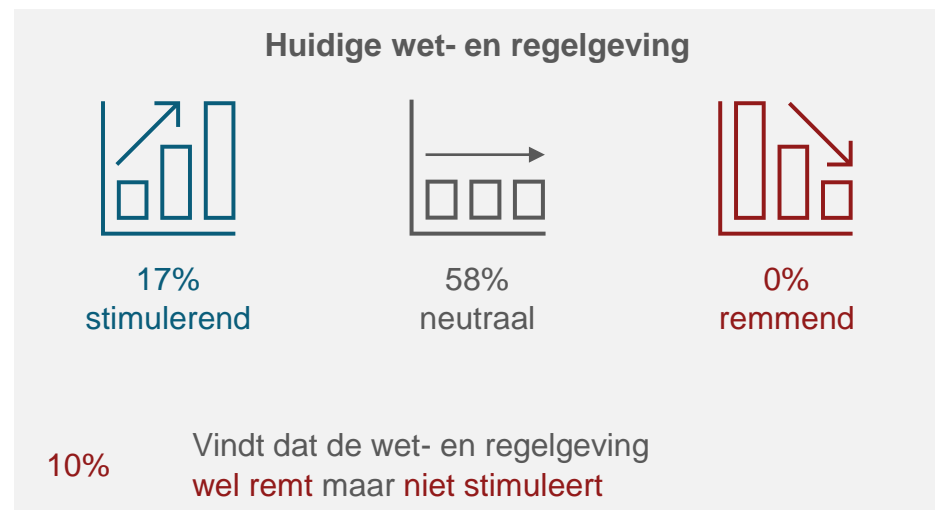 Huidige wet- en regelgeving
17%
stimulerend
58%
neutraal
0%
remmend
10%
Vindt dat de wet- en regelgeving
wel remt maar niet stimuleert